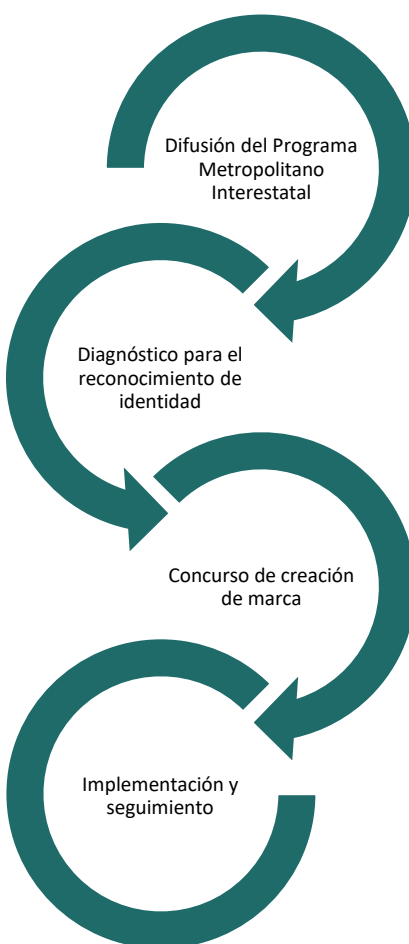 Difusión del Programa
Metropolitano
Interestatal
Diagnóstico para el
reconocimiento de
identidad
Concurso de creación
de marca
Implementación y
seguimiento